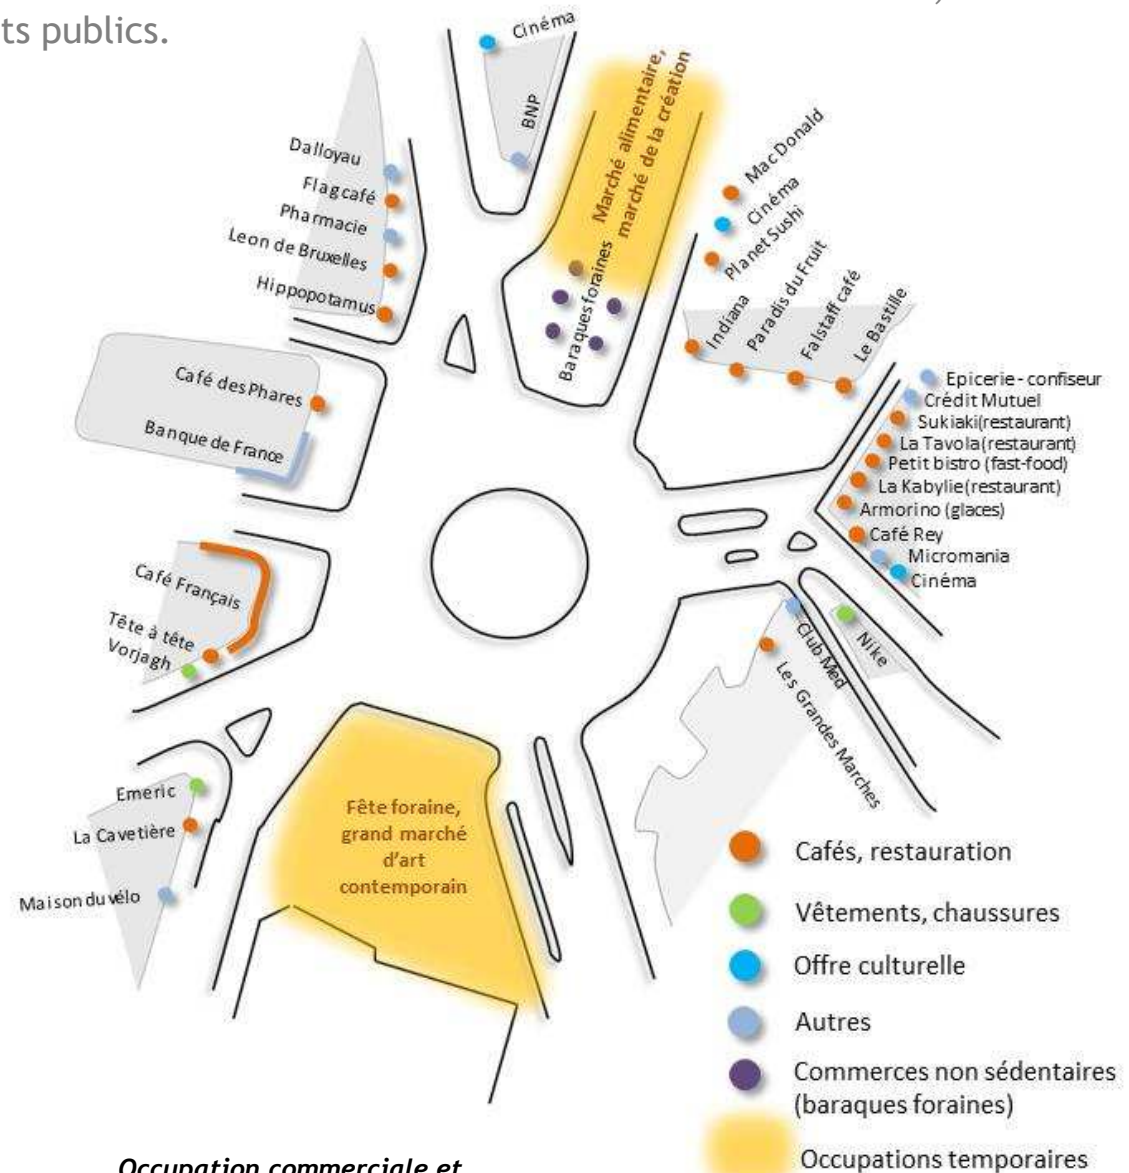 ts publics.
Cinéma
BNP
Marché alimentaire,
marché de la création
Baraques foraines
Dalloyau
Flag café
Pharmacie
Leon de Bruxelles
Hippopotamus
Mac Donald
Cinéma
Planet Sushi
Indiana
Paradis du Fruit
Falstaff café
Le Bastille
Café des Phares
Banque de France
Epicerie - confiseur
Crédit Mutuel
Sukiaki (restaurant)
La Tavola (restaurant)
Petit bistro (fast-food)
La Kabylie (restaurant)
Armorino (glaces)
Café Rey
Micromania
Cinéma
Café Français
Tête à tête
Vorjagh
Club Med
Nike
Les Grandes Marches
Emeric
La Cavetière
Maison du vélo
Fête foraine,
grand marché
d'art
contemporain
Cafés, restauration
Vêtements, chaussures
Offre culturelle
Autres
Commerces non sédentaires
(baraques foraines)
Occupations temporaires
Occupation commerciale et